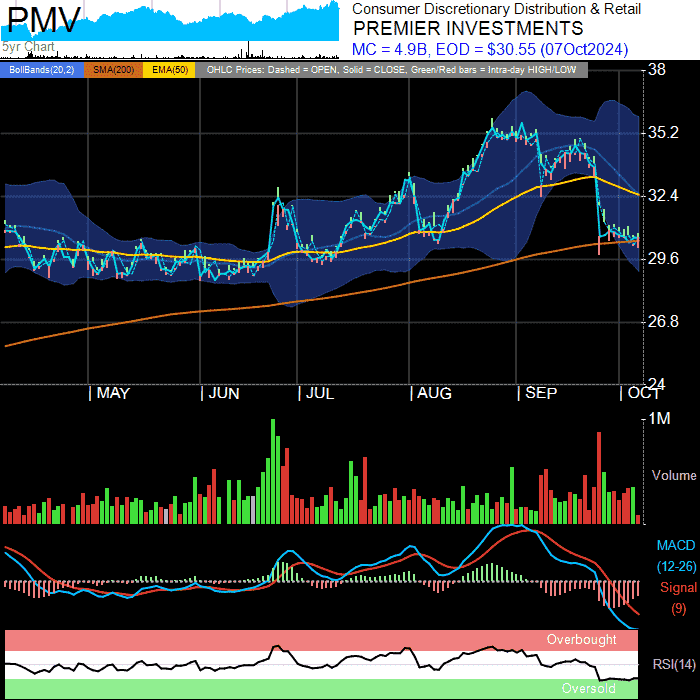 PMV
5yr Chart
Consumer Discretionary Distribution & Retail
PREMIER INVESTMENTS
MC = 4.9B, EOD = $30.55 (07Oct2024)
BollBands(20,2) SMA(200) EMA(50) OHLC Prices: Dashed = OPEN, Solid = CLOSE, Green/Red bars = Intra-day HIGH/LOW
38
35.2
32.4
29.6
26.8
24
| MAY | JUN | JUL | AUG | SEP | OCT
1M
Volume
MACD
(12-26)
Signal
(9)
Overbought
RSI(14)
Oversold